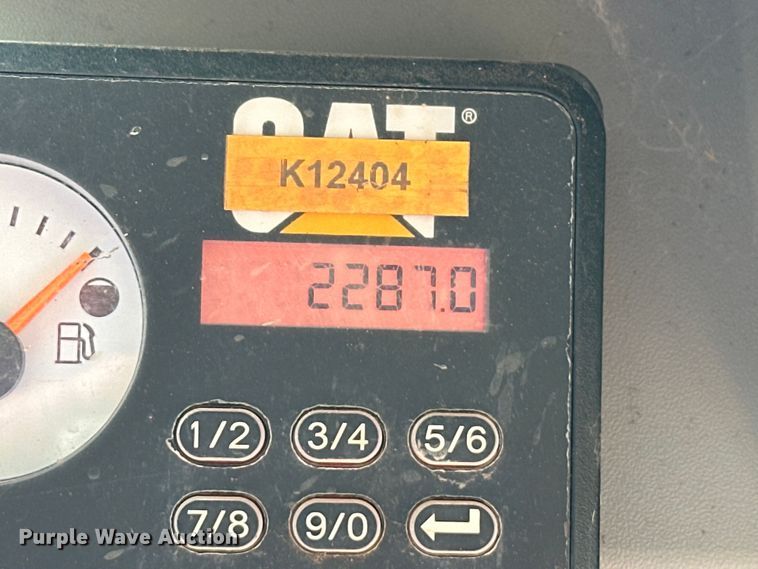 CAT®
K12404
2287.0
1/2 3/4 5/6
7/8 9/0
Purple Wave Auction